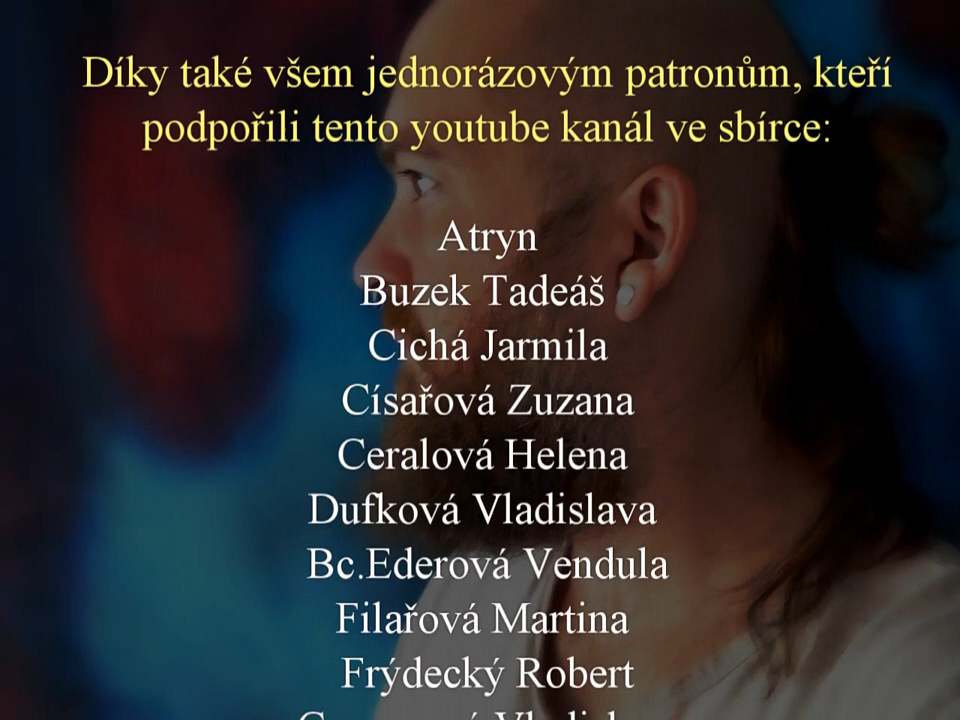 Díky také všem jednorázovým patronům, kteří
podpořili tento youtube kanál ve sbírce:
Atryn
Buzek Tadeáš
Cichá Jarmila
Císařová Zuzana
Ceralová Helena
Dufková Vladislava
Bc.Ederová Vendula
Filařová Martina
Frýdecký Robert